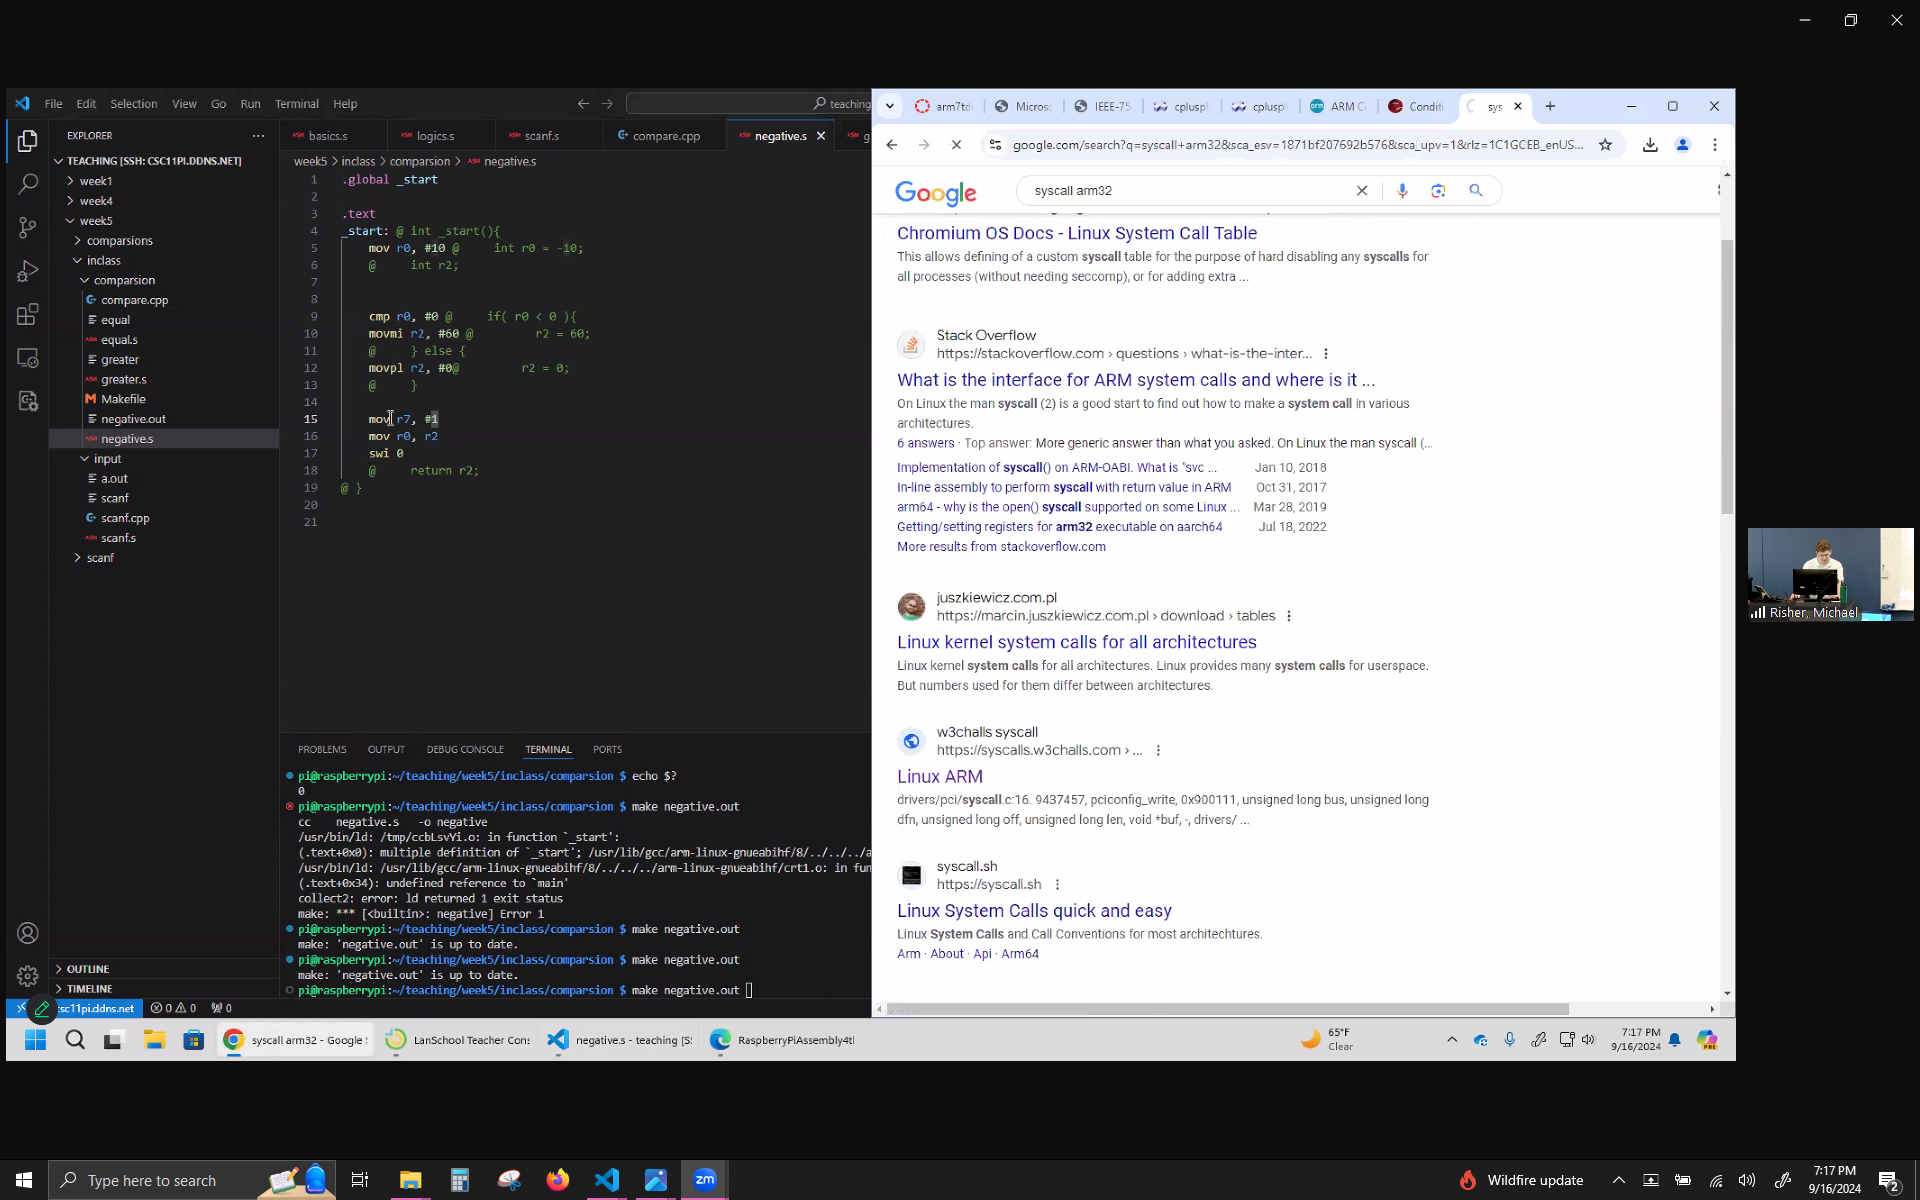 File Edit Selection View Go Run Terminal Help
teaching
EXPLORER
TEACHING [SSH: CSC11PI.DDNS.NET]
week1
week4
week5
comparsions
inclass
comparsion
compare.cpp
equal
equal.s
greater
greater.s
Makefile
negative.out
negative.s
input
a.out
scanf
scanf.cpp
scanf.s
scanf
OUTLINE
TIMELINE
basics.s logics.s scanf.s compare.cpp negative.s
week5 > inclass > comparsion > negative.s
1 .global _start
2
3 .text
4 _start: @ int _start(){
5 mov r0, #10 @ int r0 = -10;
6 @ int r2;
7
8
9 cmp r0, #0 @ if( r0 < 0 ){
10 movmi r2, #60 @ r2 = 60;
11 @ } else {
12 movpl r2, #0@ r2 = 0;
13 @ }
14
15 mov r7, #1
16 mov r0, r2
17 swi 0
18 @ return r2;
19 @ }
20
21
PROBLEMS OUTPUT DEBUG CONSOLE TERMINAL PORTS
pi@raspberrypi:~/teaching/week5/inclass/comparsion $ echo $?
0
pi@raspberrypi:~/teaching/week5/inclass/comparsion $ make negative.out
cc negative.s -o negative
/usr/bin/ld: /tmp/ccbLsvYi.o: in function `_start':
(.text+0x0): multiple definition of `_start'; /usr/lib/gcc/arm-linux-gnueabihf/8/../../../a
/usr/bin/ld: /usr/lib/gcc/arm-linux-gnueabihf/8/../../../arm-linux-gnueabihf/crt1.o: in fun
(.text+0x34): undefined reference to `main'
collect2: error: ld returned 1 exit status
make: *** [<builtin>: negative] Error 1
pi@raspberrypi:~/teaching/week5/inclass/comparsion $ make negative.out
make: 'negative.out' is up to date.
pi@raspberrypi:~/teaching/week5/inclass/comparsion $ make negative.out
make: 'negative.out' is up to date.
pi@raspberrypi:~/teaching/week5/inclass/comparsion $ make negative.out
csc11pi.ddns.net 0 0 0
arm7td Microso IEEE-75 cplusp cplusp ARM C Conditi sys
google.com/search?q=syscall+arm32&sca_esv=1871bf207692b576&sca_upv=1&rlz=1C1GCEB_enUS...
Google
syscall arm32
Chromium OS Docs - Linux System Call Table
This allows defining of a custom syscall table for the purpose of hard disabling any syscalls for
all processes (without needing seccomp), or for adding extra ...
Stack Overflow
https://stackoverflow.com › questions › what-is-the-inter...
What is the interface for ARM system calls and where is it ...
On Linux the man syscall (2) is a good start to find out how to make a system call in various
architectures.
6 answers · Top answer: More generic answer than what you asked. On Linux the man syscall (...
Implementation of syscall() on ARM-OABI. What is "svc ... Jan 10, 2018
In-line assembly to perform syscall with return value in ARM Oct 31, 2017
arm64 - why is the open() syscall supported on some Linux ... Mar 28, 2019
Getting/setting registers for arm32 executable on aarch64 Jul 18, 2022
More results from stackoverflow.com
juszkiewicz.com.pl
https://marcin.juszkiewicz.com.pl › download › tables
Linux kernel system calls for all architectures
Linux kernel system calls for all architectures. Linux provides many system calls for userspace.
But numbers used for them differ between architectures.
w3challs syscall
https://syscalls.w3challs.com › ...
Linux ARM
drivers/pci/syscall.c:16. 9437457, pciconfig_write, 0x900111, unsigned long bus, unsigned long
dfn, unsigned long off, unsigned long len, void *buf, -, drivers/ ...
syscall.sh
https://syscall.sh
Linux System Calls quick and easy
Linux System Calls and Call Conventions for most architechtures.
Arm · About · Api · Arm64
Risher, Michael
syscall arm32 - Google S LanSchool Teacher Cons negative.s - teaching [S RaspberryPiAssembly4tl
65°F
Clear
7:17 PM
9/16/2024
Type here to search
zm
Wildfire update
7:17 PM
9/16/2024
2